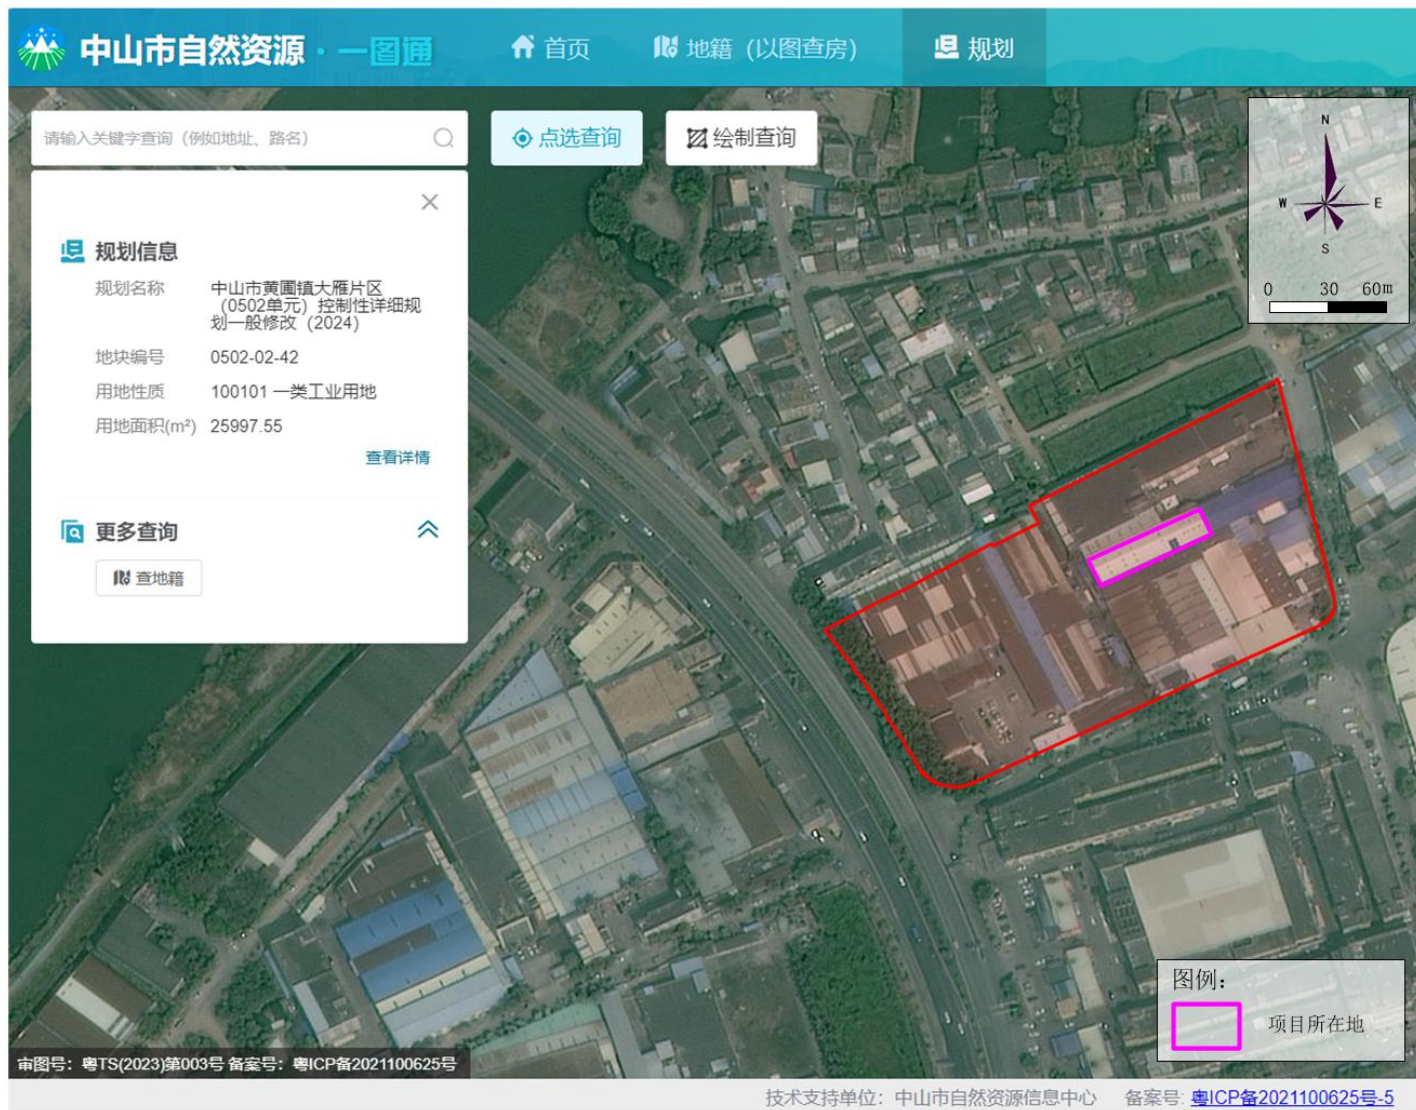 中山市自然资源·一图通
首页
地籍（以图查房）
规划
请输入关键字查询（例如地址、路名）
点选查询
绘制查询
N
W
E
S
0 30 60m
规划信息
规划名称
中山市黄圃镇大雁片区
（0502单元）控制性详细规
划一般修改（2024）
地块编号 0502-02-42
用地性质 100101 一类工业用地
用地面积(m²) 25997.55
查看详情
更多查询
查地籍
图例：
项目所在地
审图号：粤TS(2023)第003号 备案号：粤ICP备2021100625号
技术支持单位：中山市自然资源信息中心 备案号: 粤ICP备2021100625号-5